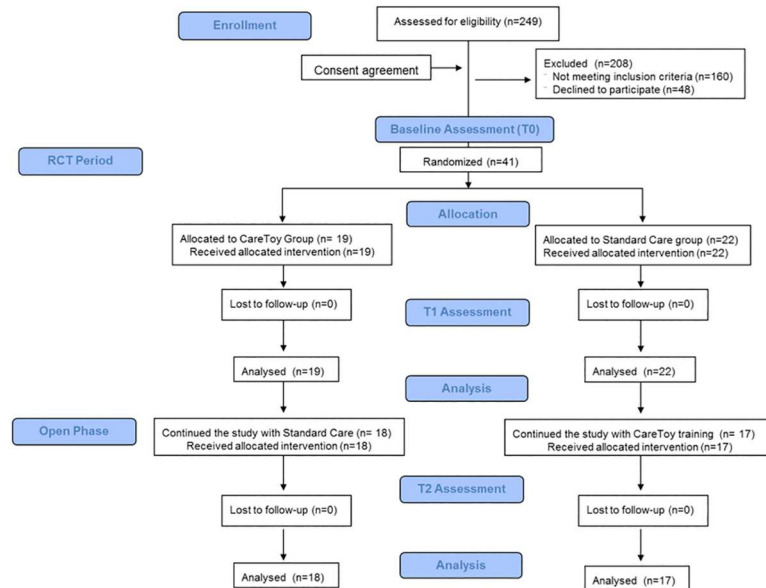 Enrollment
Assessed for eligibility (n=249)
Consent agreement
Excluded (n=208)
- Not meeting inclusion criteria (n=160)
- Declined to participate (n=48)
Baseline Assessment (T0)
RCT Period
Randomized (n=41)
Allocation
Allocated to CareToy Group (n= 19)
Received allocated intervention (n=19)
Allocated to Standard Care group (n=22)
Received allocated intervention (n=22)
Lost to follow-up (n=0)
T1 Assessment
Lost to follow-up (n=0)
Analysed (n=19)
Analysed (n=22)
Analysis
Open Phase
Continued the study with Standard Care (n= 18)
Received allocated intervention (n=18)
Continued the study with CareToy training (n= 17)
Received allocated intervention (n=17)
T2 Assessment
Lost to follow-up (n=0)
Lost to follow-up (n=0)
Analysis
Analysed (n=18)
Analysed (n=17)